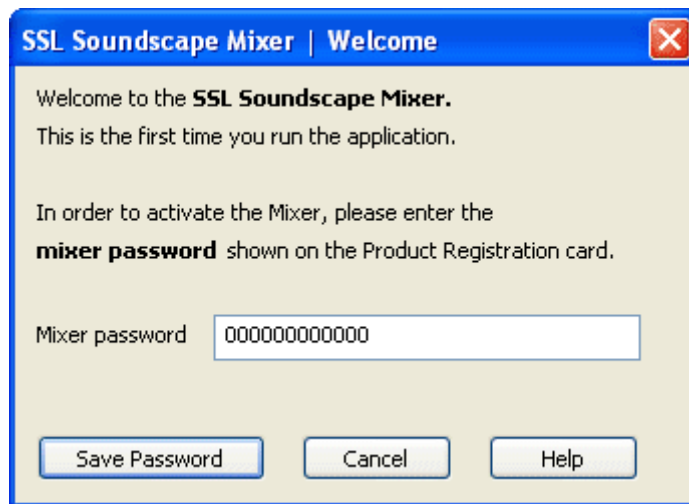 SSL Soundscape Mixer | Welcome
Welcome to the SSL Soundscape Mixer.
This is the first time you run the application.
In order to activate the Mixer, please enter the
mixer password shown on the Product Registration card.
Mixer password 000000000000
Save Password Cancel Help